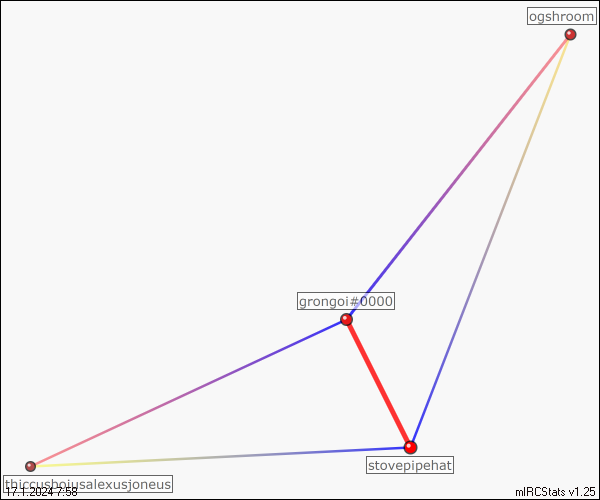 ogshroom
grongoi#0000
stovepipehat
thiccusboiusalexusjoneus
17.1.2024 7:58
mIRCStats v1.25